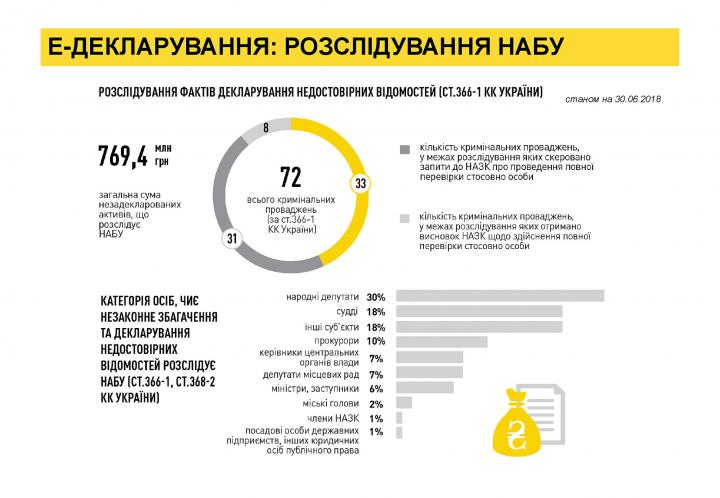 Е-ДЕКЛАРУВАННЯ: РОЗСЛІДУВАННЯ НАБУ
РОЗСЛІДУВАННЯ ФАКТІВ ДЕКЛАРУВАННЯ НЕДОСТОВІРНИХ ВІДОМОСТЕЙ (СТ.366-1 КК УКРАЇНИ)
станом на 30.06.2018
769,4 млн грн
загальна сума
незадекларованих
активів, що
розслідує
НАБУ
8
33
31
72
всього кримінальних
проваджень
(за ст.366-1
КК України)
кількість кримінальних проваджень,
у межах розслідування яких скеровано
запити до НАЗК про проведення повної
перевірки стосовно особи
кількість кримінальних проваджень,
у межах розслідування яких отримано
висновок НАЗК щодо здійснення повної
перевірки стосовно особи
КАТЕГОРІЯ ОСІБ, ЧИЄ
НЕЗАКОННЕ ЗБАГАЧЕННЯ
ТА ДЕКЛАРУВАННЯ
НЕДОСТОВІРНИХ
ВІДОМОСТЕЙ РОЗСЛІДУЄ
НАБУ (СТ.366-1, СТ.368-2
КК УКРАЇНИ)
народні депутати 30%
судді 18%
інші суб'єкти 18%
прокурори 10%
керівники центральних
органів влади 7%
депутати місцевих рад 7%
міністри, заступники 6%
міські голови 2%
члени НАЗК 1%
посадові особи державних 1%
підприємств, інших юридичних
осіб публічного права
₴